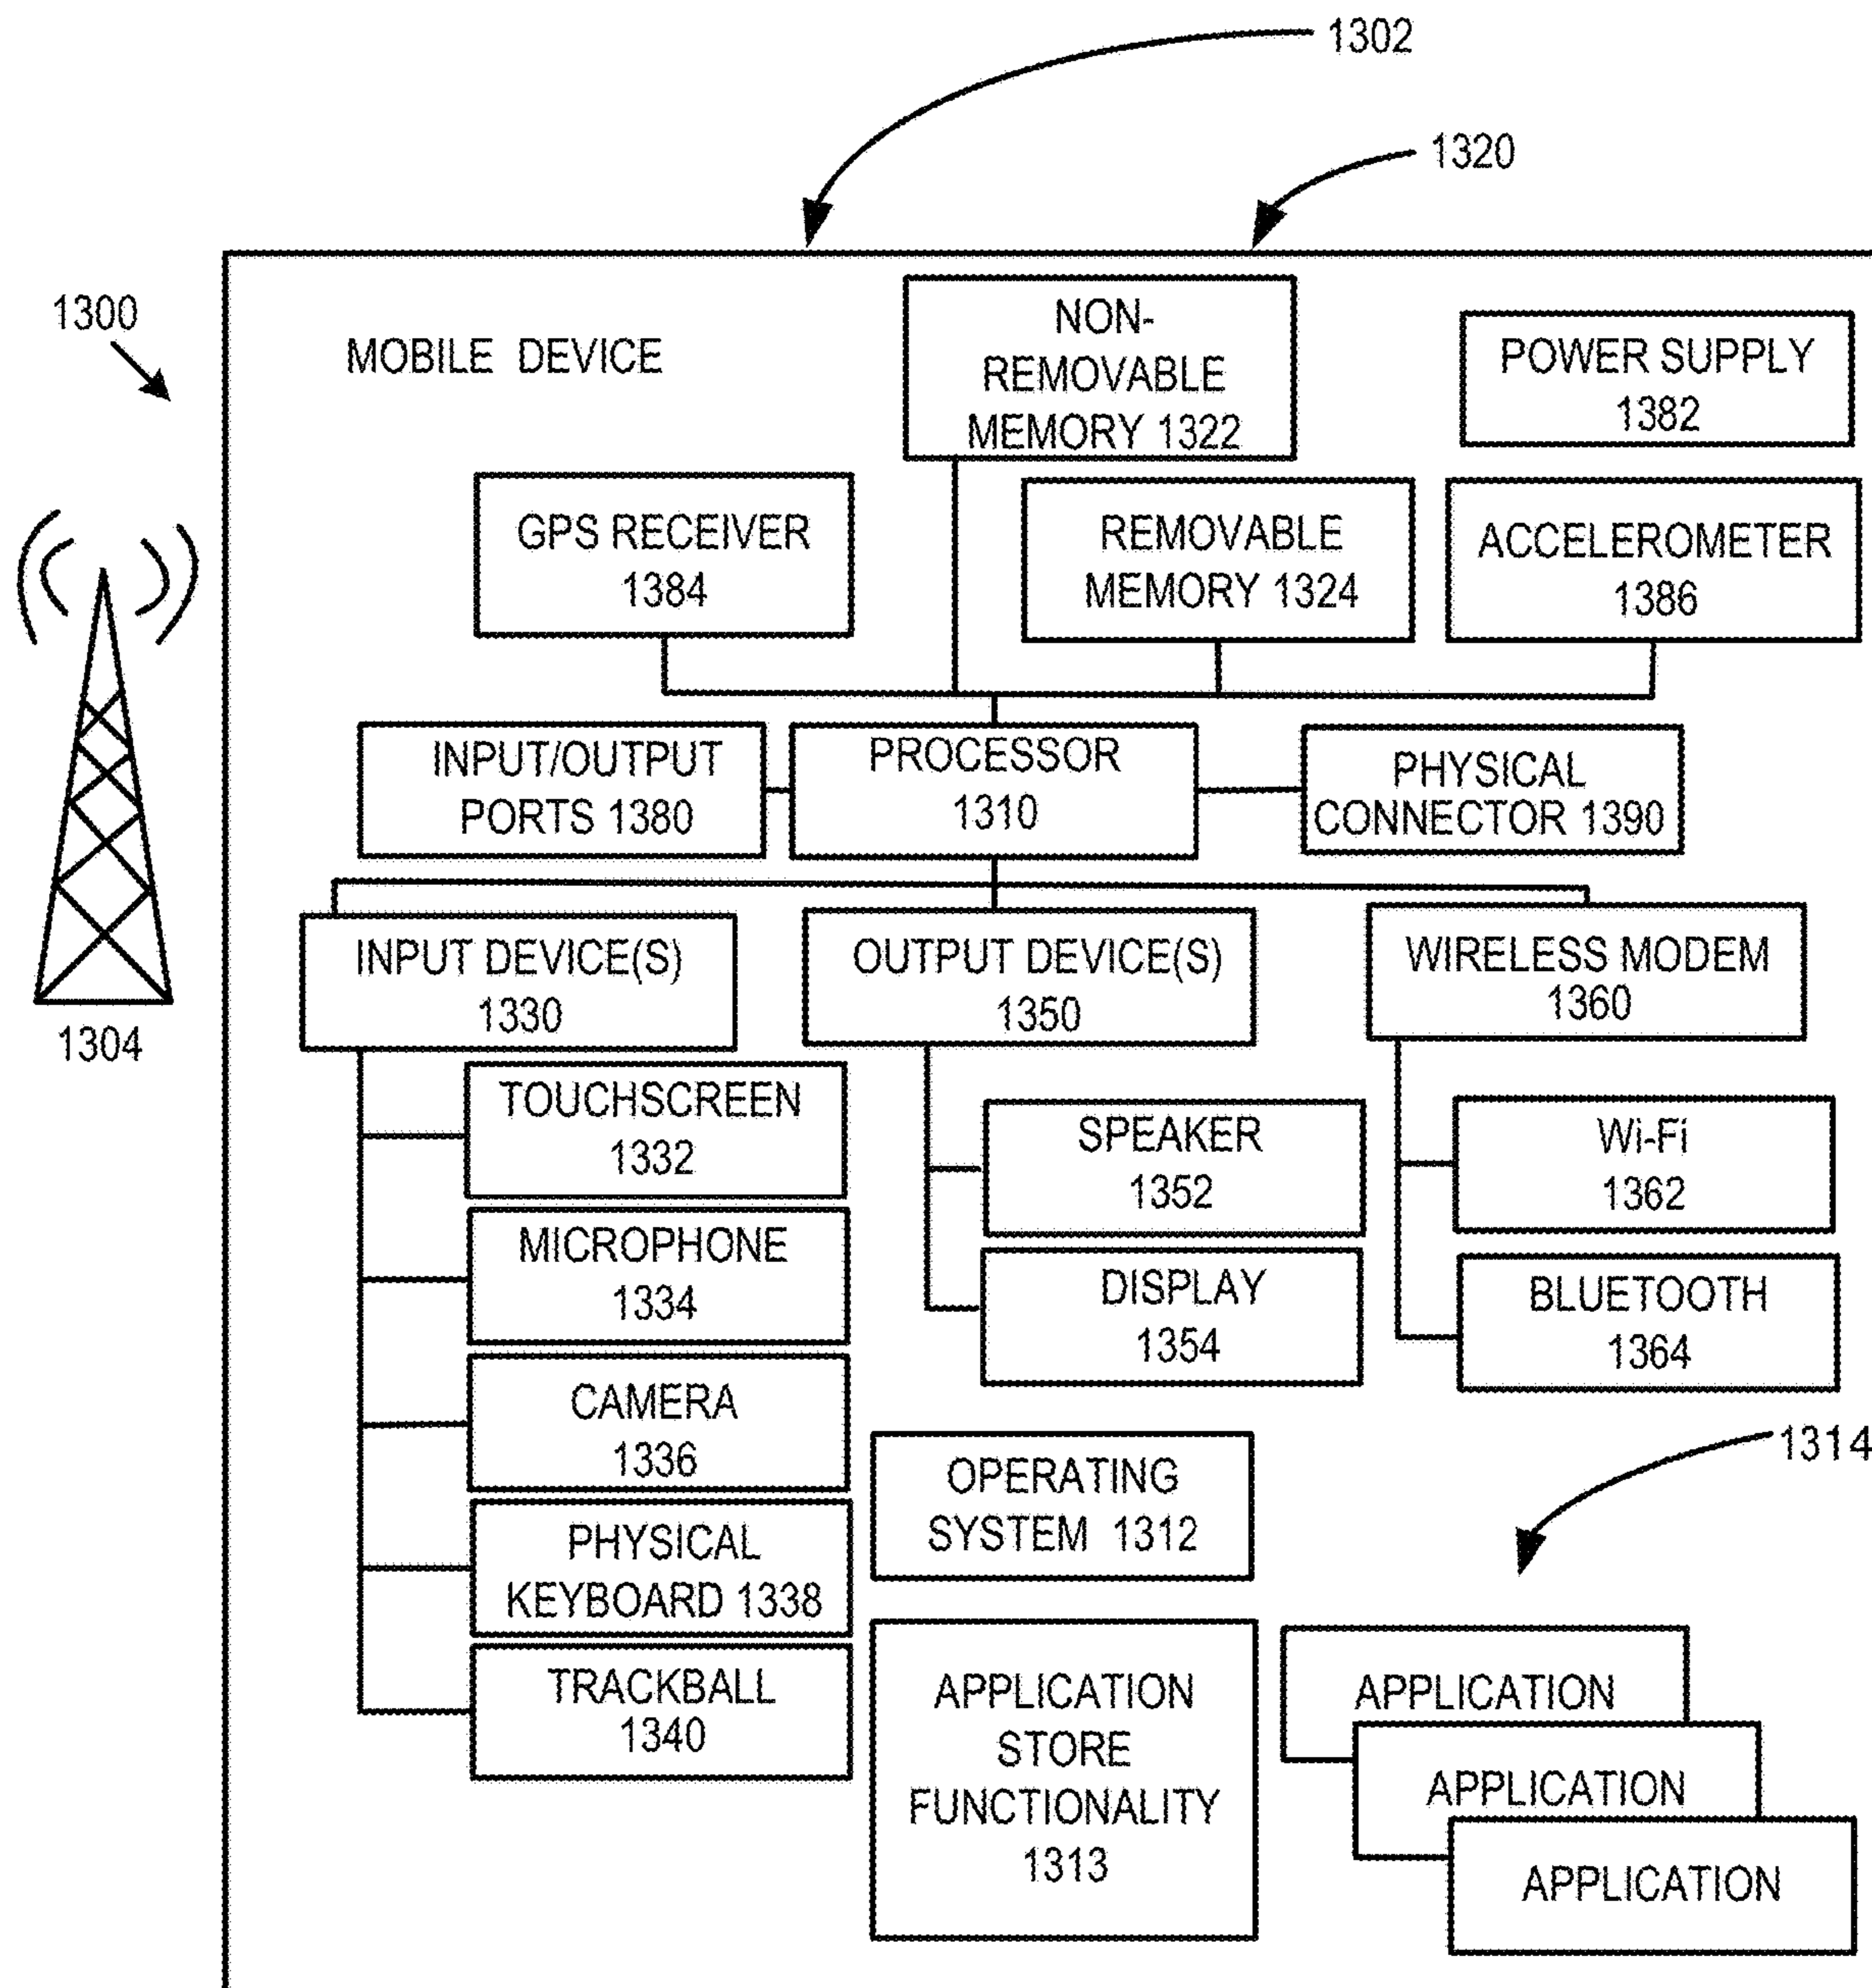 1302
1320
1300
MOBILE DEVICE
NON-
REMOVABLE
MEMORY 1322
POWER SUPPLY
1382
GPS RECEIVER
1384
REMOVABLE
MEMORY 1324
ACCELEROMETER
1386
INPUT/OUTPUT
PORTS 1380
PROCESSOR
1310
PHYSICAL
CONNECTOR 1390
INPUT DEVICE(S)
1330
OUTPUT DEVICE(S)
1350
WIRELESS MODEM
1360
1304
TOUCHSCREEN
1332
MICROPHONE
1334
CAMERA
1336
PHYSICAL
KEYBOARD 1338
TRACKBALL
1340
SPEAKER
1352
DISPLAY
1354
Wi-Fi
1362
BLUETOOTH
1364
OPERATING
SYSTEM 1312
APPLICATION
STORE
FUNCTIONALITY
1313
1314
APPLICATION
APPLICATION
APPLICATION